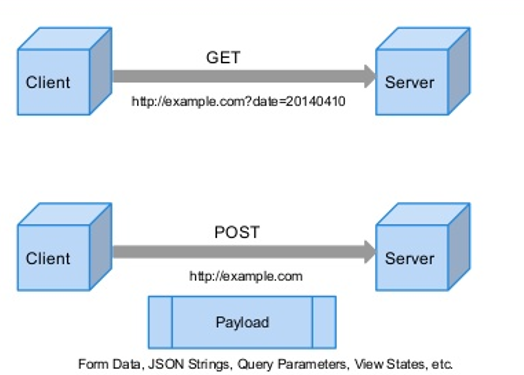 GET
Client
Server
http://example.com?date=20140410
POST
Client
Server
http://example.com
Payload
Form Data, JSON Strings, Query Parameters, View States, etc.